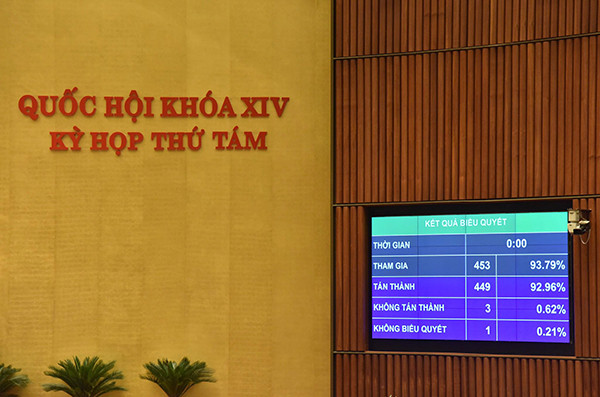 QUỐC HỘI KHÓA XIV
KỲ HỌP THỨ TÁM
KẾT QUẢ BIỂU QUYẾT
THỜI GIAN 0:00
THAM GIA 453 93.79%
TÁN THÀNH 449 92.96%
KHÔNG TÁN THÀNH 3 0.62%
KHÔNG BIỂU QUYẾT 1 0.21%